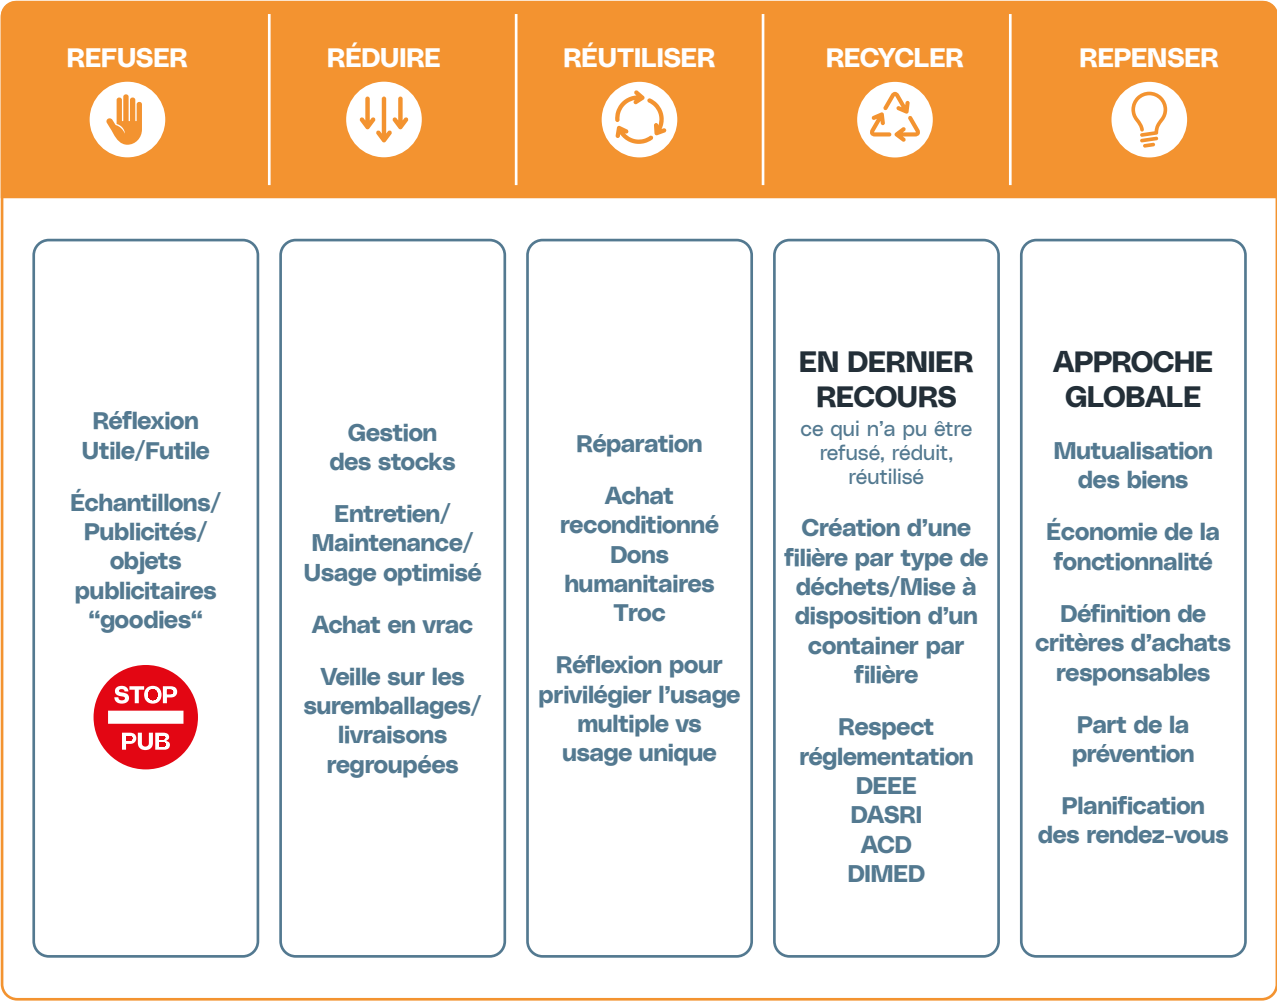 REFUSER
RÉDUIRE
RÉUTILISER
RECYCLER
REPENSER
Réflexion
Utile/Futile
Échantillons/
Publicités/
objets
publicitaires
“goodies“
STOP
PUB
Gestion
des stocks
Entretien/
Maintenance/
Usage optimisé
Achat en vrac
Veille sur les
suremballages/
livraisons
regroupées
Réparation
Achat
reconditionné
Dons
humanitaires
Troc
Réflexion pour
privilégier l’usage
multiple vs
usage unique
EN DERNIER
RECOURS
ce qui n’a pu être
refusé, réduit,
réutilisé
Création d’une
filière par type de
déchets/Mise à
disposition d’un
container par
filière
Respect
réglementation
DEEE
DASRI
ACD
DIMED
APPROCHE
GLOBALE
Mutualisation
des biens
Économie de la
fonctionnalité
Définition de
critères d’achats
responsables
Part de la
prévention
Planification
des rendez-vous